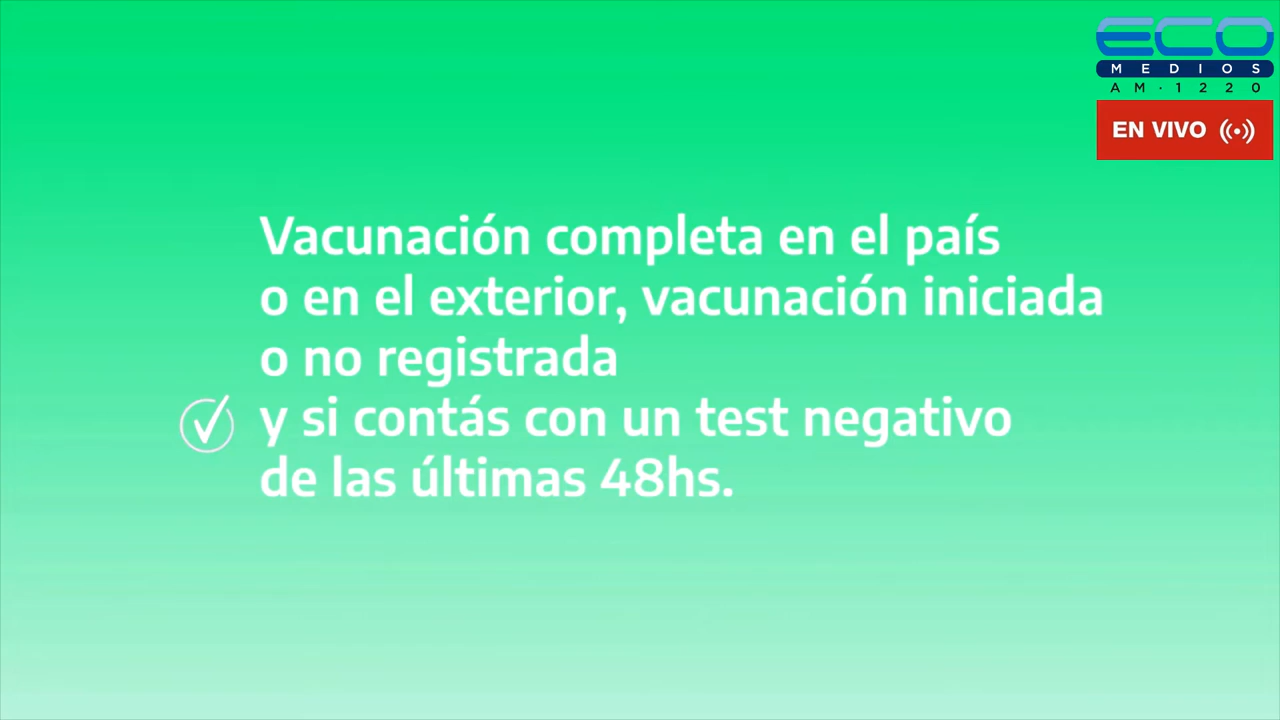 ECO
MEDIOS
AM·1220
EN VIVO
Vacunación completa en el país
o en el exterior, vacunación iniciada
o no registrada
y si contás con un test negativo
de las últimas 48hs.